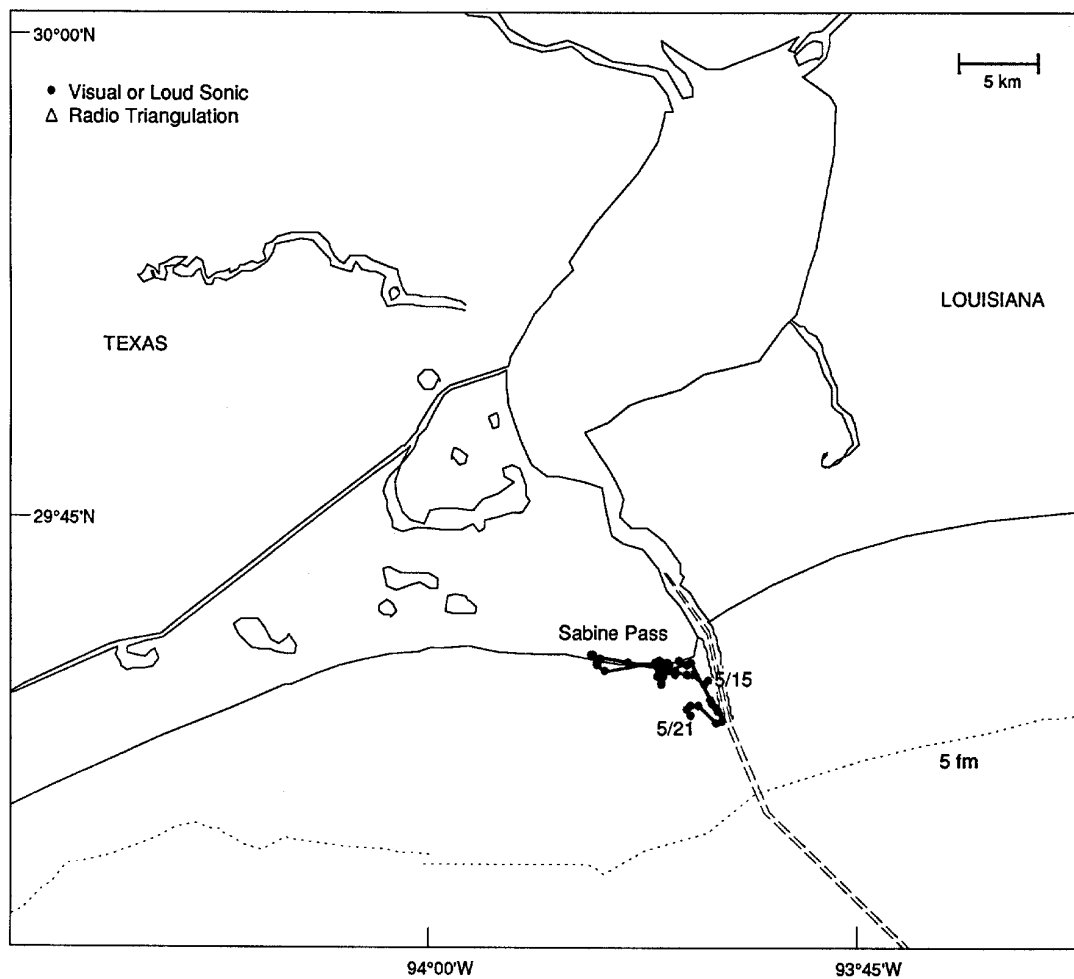 30°00'N
5 km
● Visual or Loud Sonic
△ Radio Triangulation
LOUISIANA
TEXAS
29°45'N
Sabine Pass
5/15
5/21
5 fm
94°00'W
93°45'W